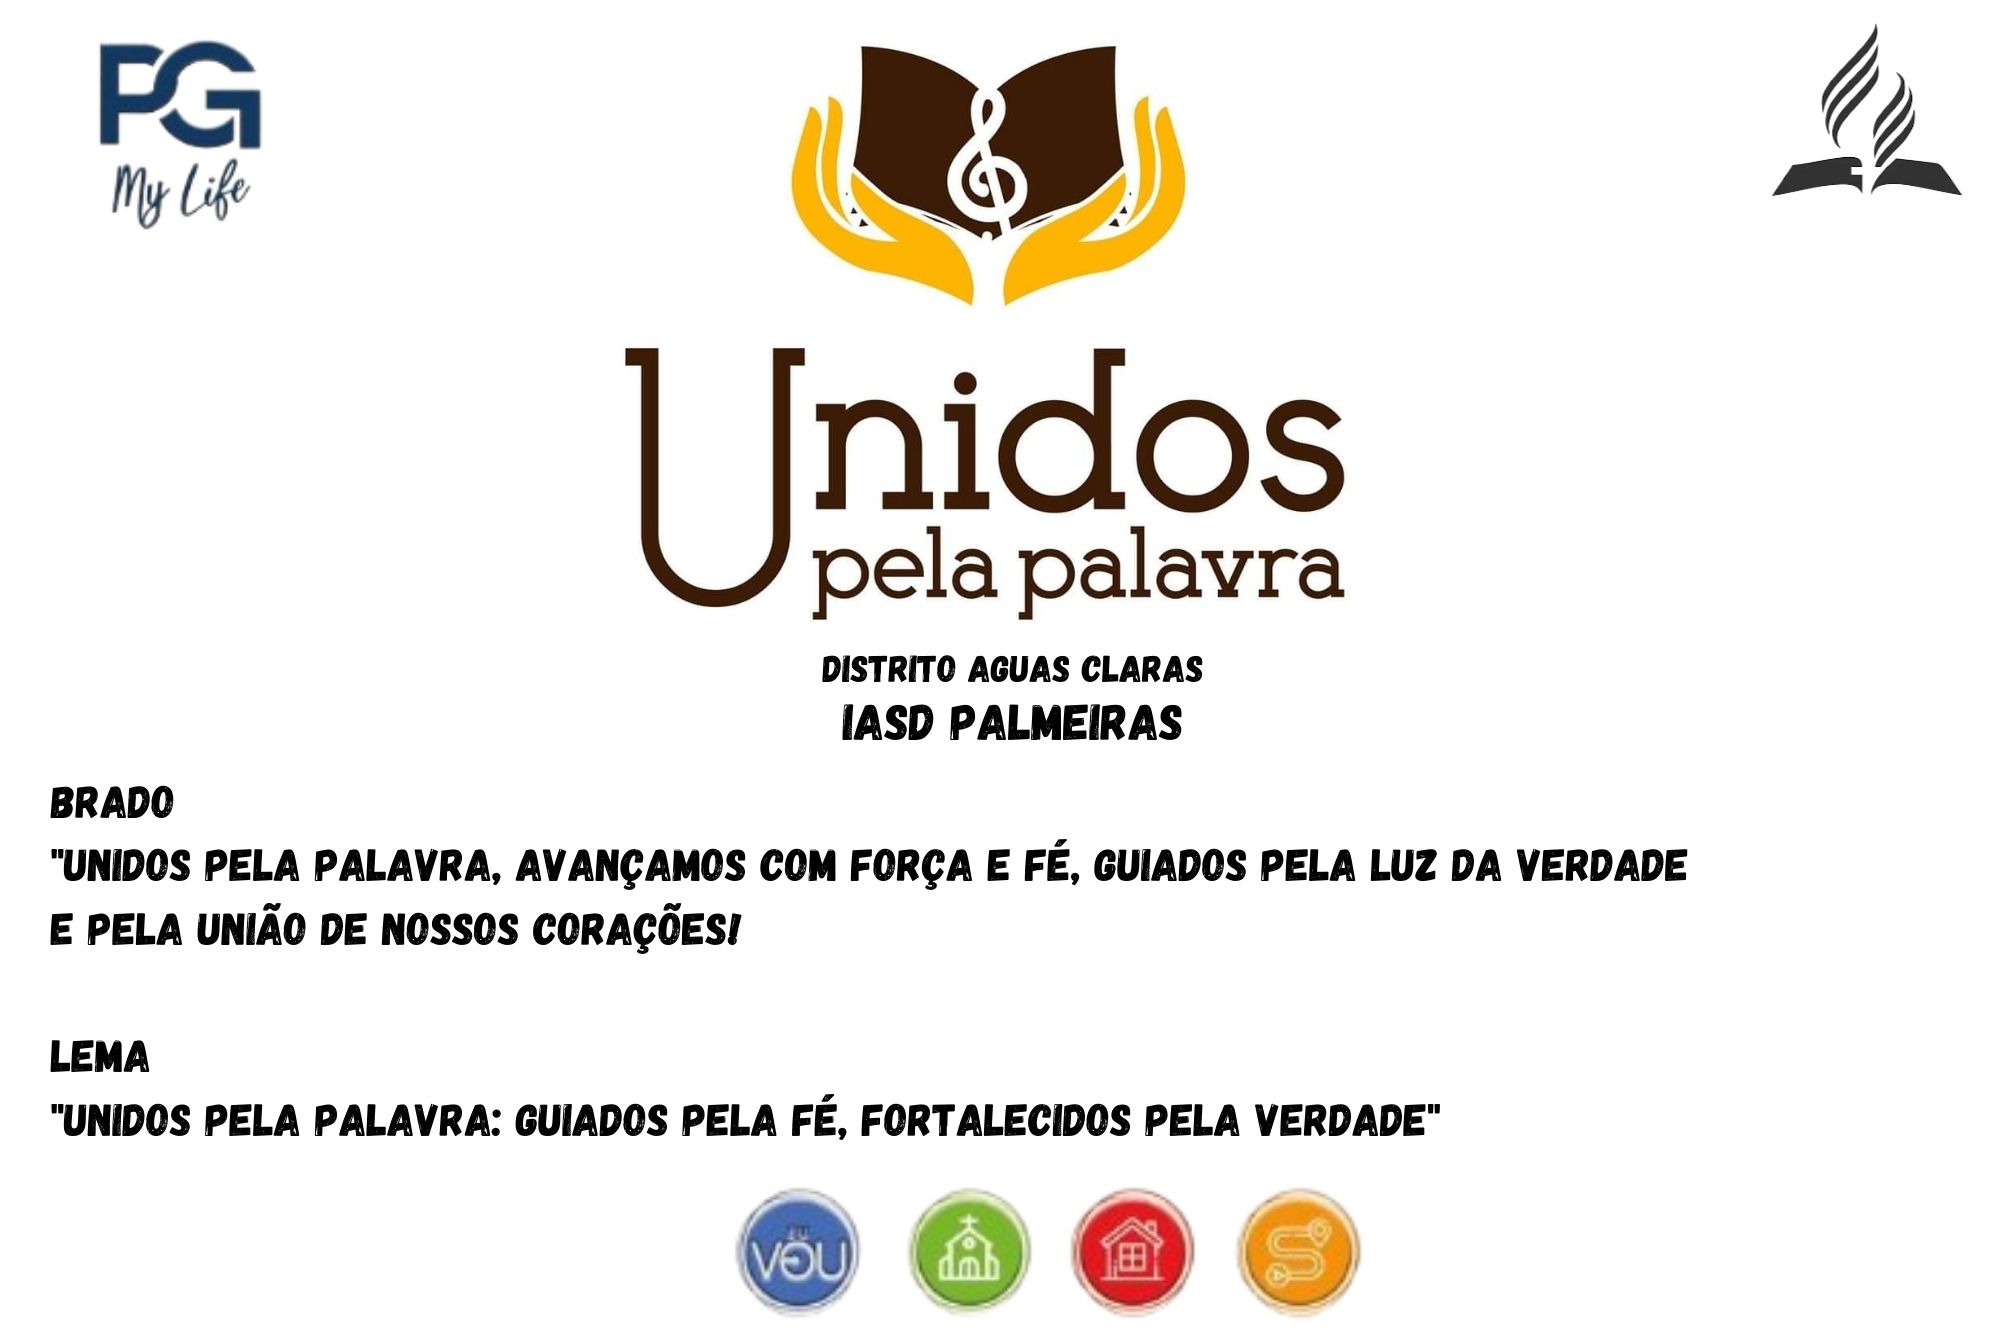 PG
My Life
Unidos
pela palavra
DISTRITO AGUAS CLARAS
IASD PALMEIRAS
BRADO
"UNIDOS PELA PALAVRA, AVANÇAMOS COM FORÇA E FÉ, GUIADOS PELA LUZ DA VERDADE
E PELA UNIÃO DE NOSSOS CORAÇÕES!
LEMA
"UNIDOS PELA PALAVRA: GUIADOS PELA FÉ, FORTALECIDOS PELA VERDADE"
EU
VOU